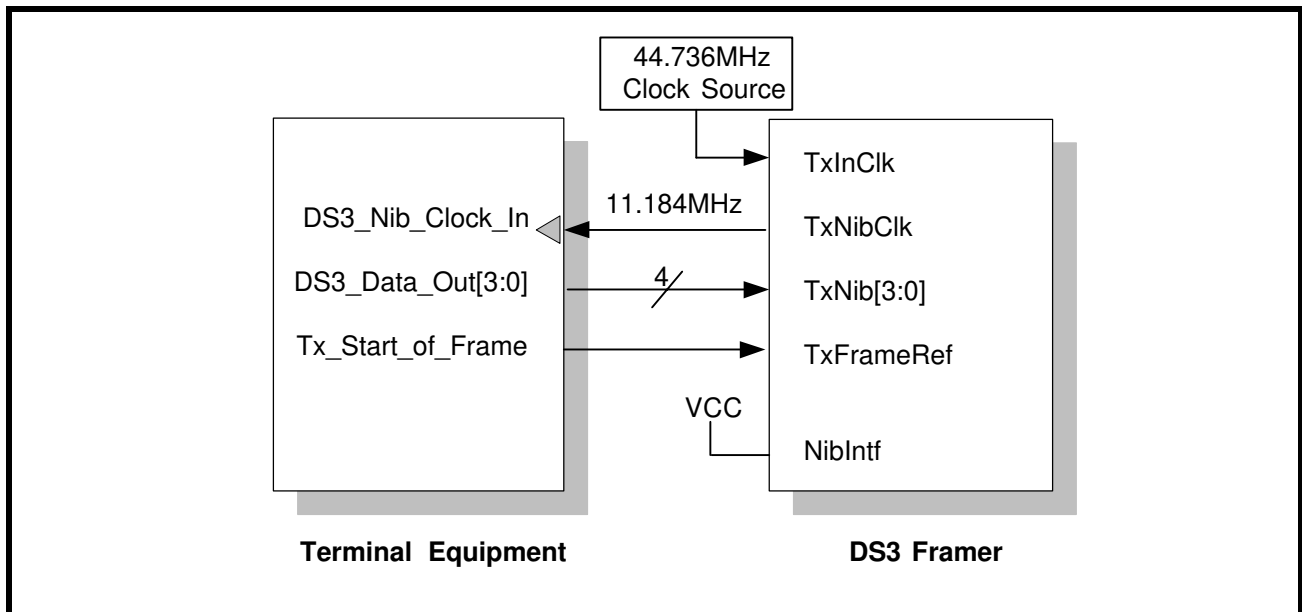 44.736MHz
Clock Source
TxInClk
11.184MHz
DS3_Nib_Clock_In
TxNibClk
DS3_Data_Out[3:0]
4
TxNib[3:0]
Tx_Start_of_Frame
TxFrameRef
VCC
NibIntf
Terminal Equipment
DS3 Framer